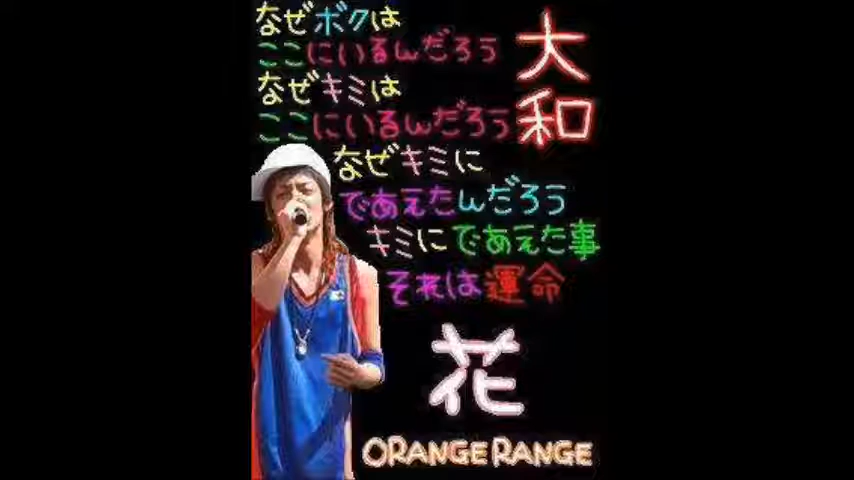 なぜボクは
ここにいるんだろう
なぜキミは
ここにいるんだろう
なぜキミに
であえたんだろう
キミにであえた事
それは運命
大和
花
ORANGE RANGE